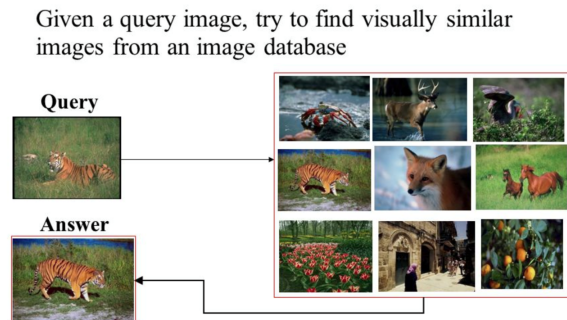 Given a query image, try to find visually similar
images from an image database
Query
Answer